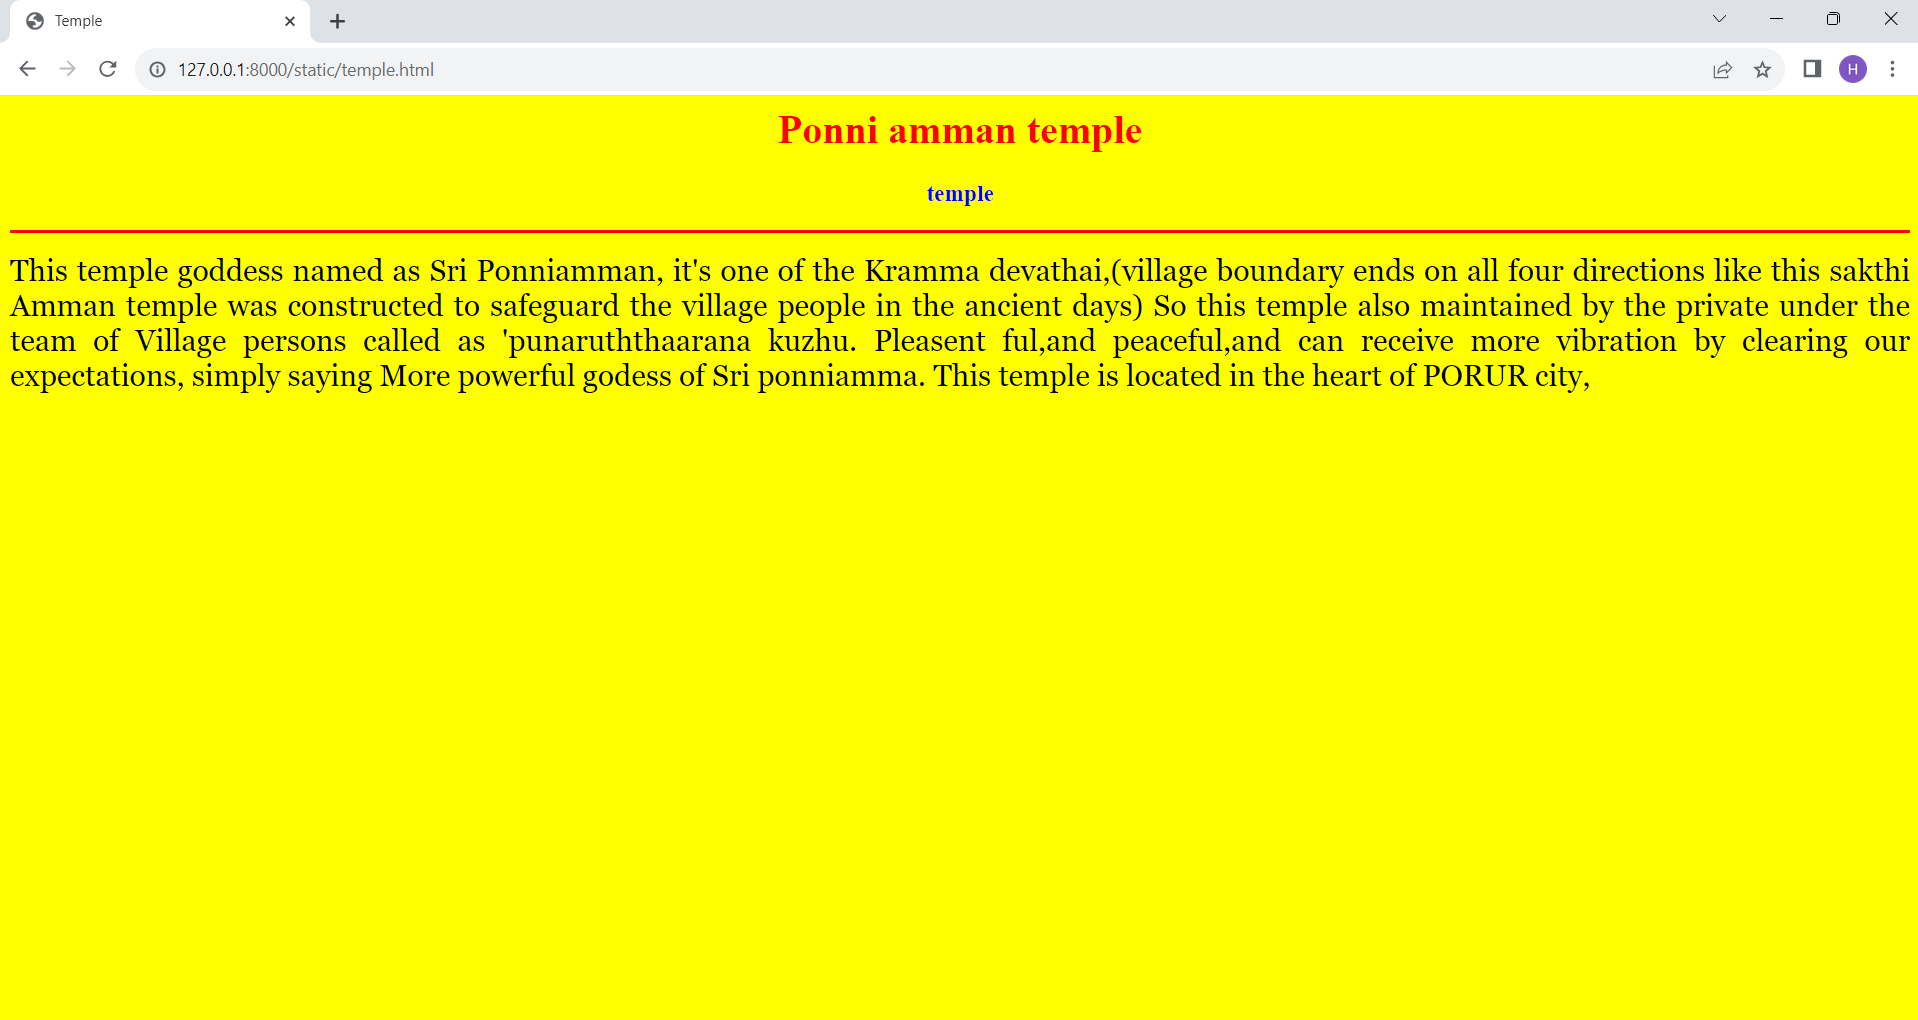 Temple
127.0.0.1:8000/static/temple.html
H
Ponni amman temple
temple
This temple goddess named as Sri Ponniamman, it's one of the Kramma devathai,(village boundary ends on all four directions like this sakthi
Amman temple was constructed to safeguard the village people in the ancient days) So this temple also maintained by the private under the
team of Village persons called as 'punaruththaarana kuzhu. Pleasent ful,and peaceful,and can receive more vibration by clearing our
expectations, simply saying More powerful godess of Sri ponniamma. This temple is located in the heart of PORUR city,